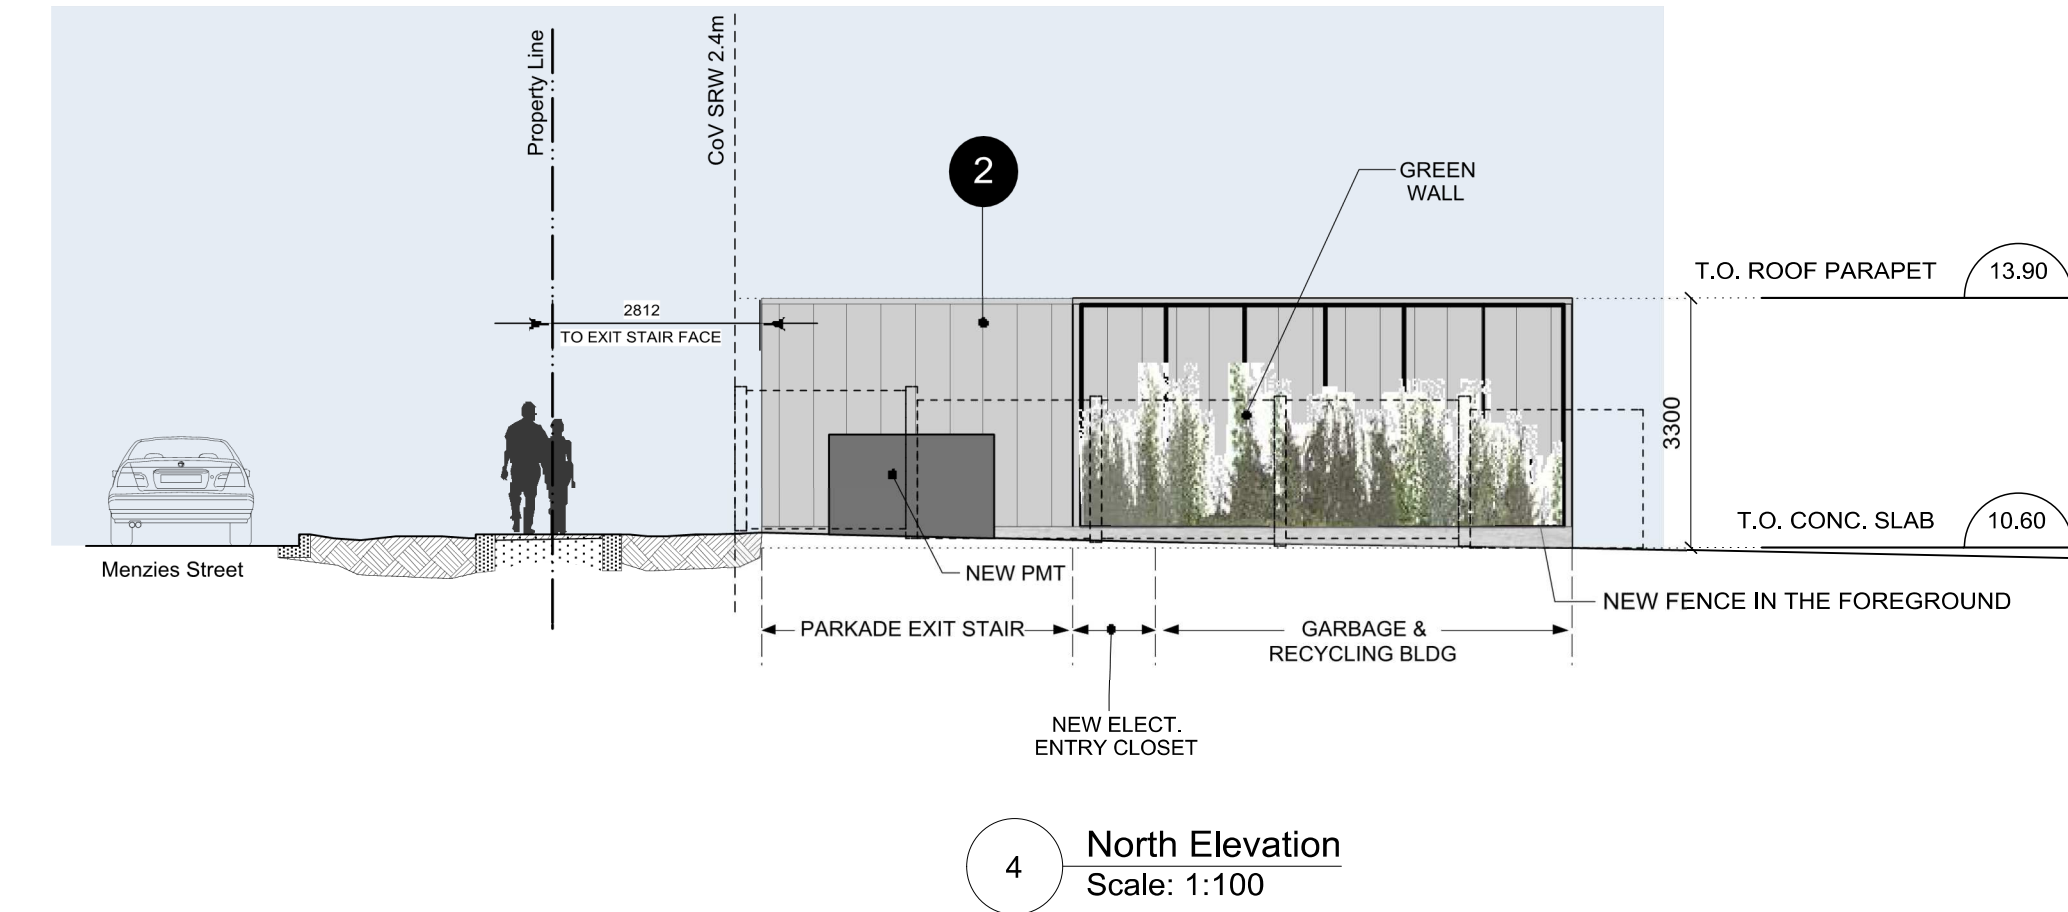 Property Line
CoV SRW 2.4m
2
GREEN
WALL
T.O. ROOF PARAPET
13.90
2812
TO EXIT STAIR FACE
3300
T.O. CONC. SLAB
10.60
Menzies Street
NEW PMT
NEW FENCE IN THE FOREGROUND
PARKADE EXIT STAIR
GARBAGE &
RECYCLING BLDG
NEW ELECT.
ENTRY CLOSET
4
North Elevation
Scale: 1:100